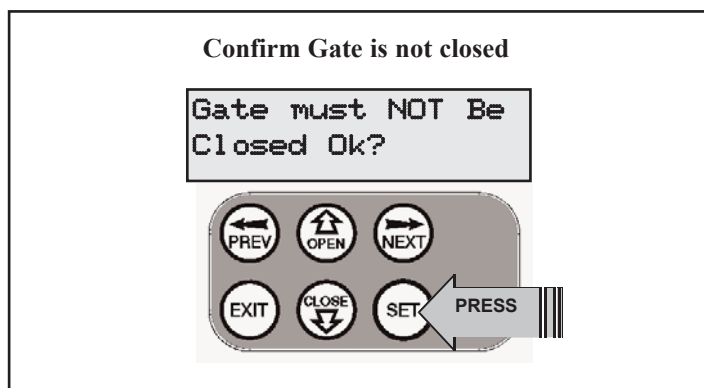 Confirm Gate is not closed
Gate must NOT Be
Closed Ok?
PREV
OPEN
NEXT
EXIT
CLOSE
SET
PRESS